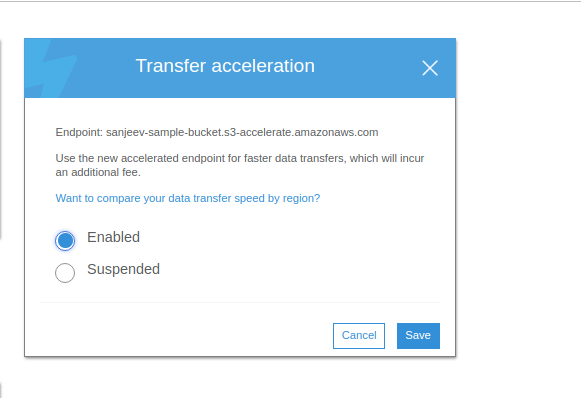 Transfer acceleration
Endpoint: sanjeev-sample-bucket.s3-accelerate.amazonaws.com
Use the new accelerated endpoint for faster data transfers, which will incur
an additional fee.
Want to compare your data transfer speed by region?
Enabled
Suspended
Cancel Save